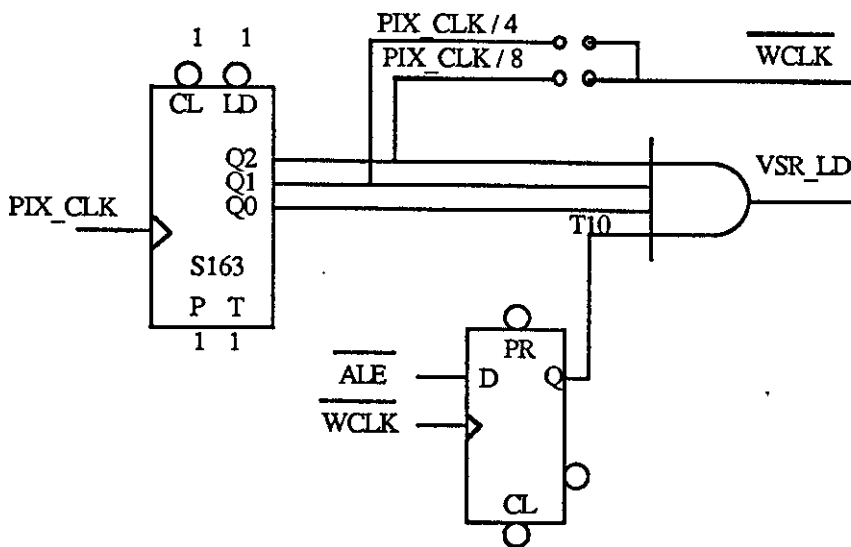 1 1
PIX_CLK / 4
PIX_CLK / 8
WCLK
CL LD
Q2
Q1
Q0
VSR_LD
PIX_CLK
T10
S163
P T
1 1
PR
ALE
D Q
WCLK
CL